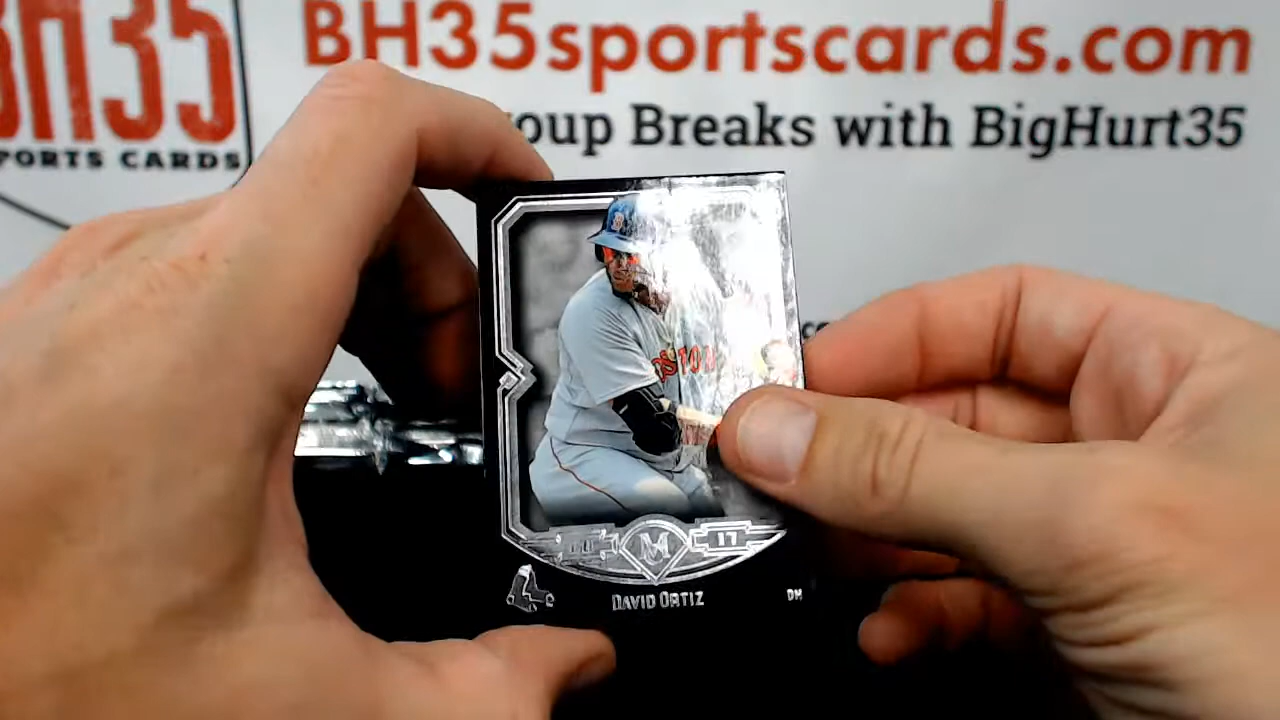 BH35
PORTS CARDS
BH35sportscards.com
oup Breaks with BigHurt35
B
BOSTON
M
17
DAVID ORTIZ
DH